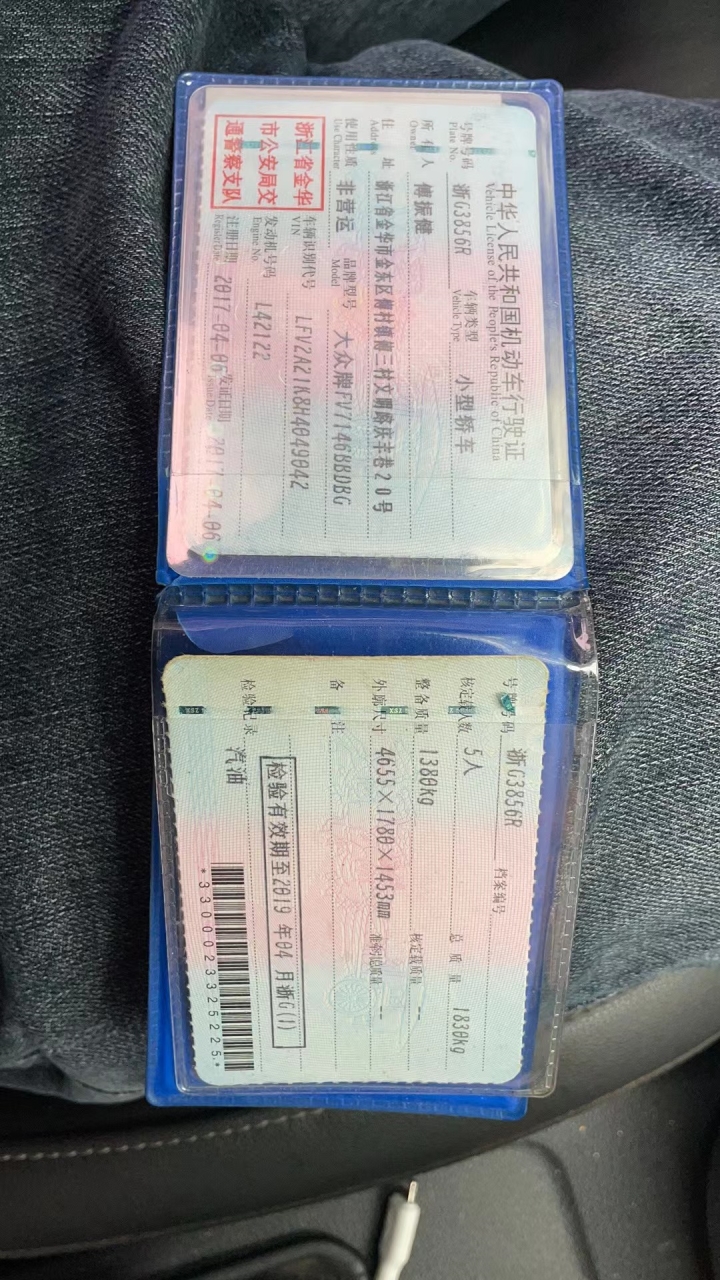 中华人民共和国机动车行驶证
Vehicle License of the People's Republic of China
号牌号码 浙G3856R 车辆类型 小型轿车
Plate No. Vehicle Type
所有人 傅振健
Owner
住址 浙江省金华市金东区傅村镇傅三村文明路庆丰巷20号
Address
使用性质 非营运 品牌型号 大众牌FV7146BBDBG
Use Character Model
浙江省金华
市公安局交
通警察支队
车辆识别代号 LFV2A21K8H4049042
VIN
发动机号码 L42122
Engine No.
注册日期 2017-04-06 发证日期 2017-04-06
Register Date Issue Date
号牌号码 浙G3856R 档案编号
核定载人数 5人 总质量 1830kg
整备质量 1380kg 核定载质量 --
外廓尺寸 4655×1780×1453mm 准牵引总质量 --
备注
检验有效期至2019年04月浙G(1)
检验记录 汽油
*3300023325225*